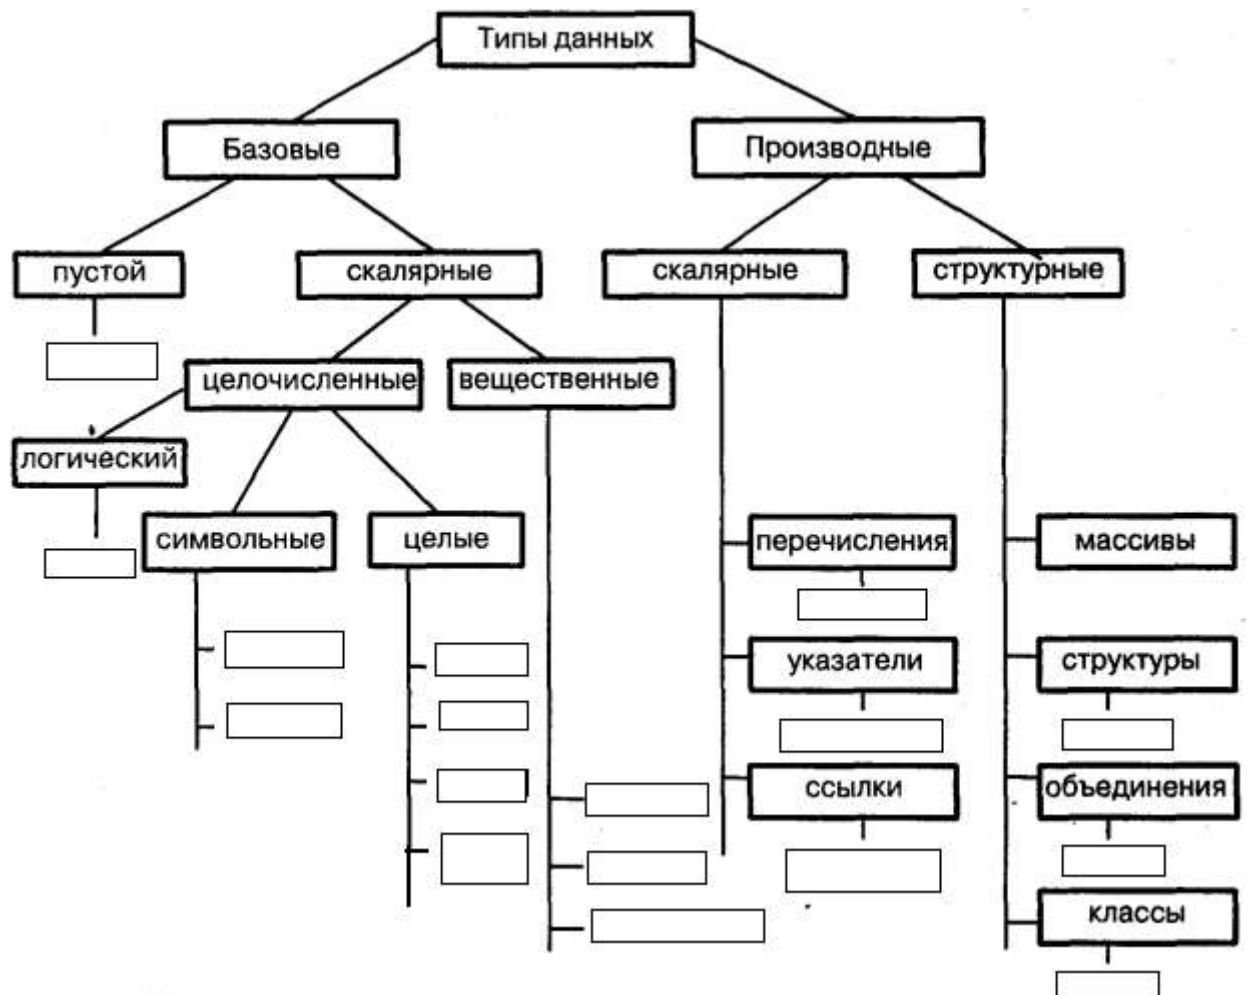 Типы данных
Базовые
Производные
пустой
скалярные
скалярные
структурные
целочисленные
вещественные
логический
символьные
целые
перечисления
массивы
указатели
структуры
ссылки
объединения
классы